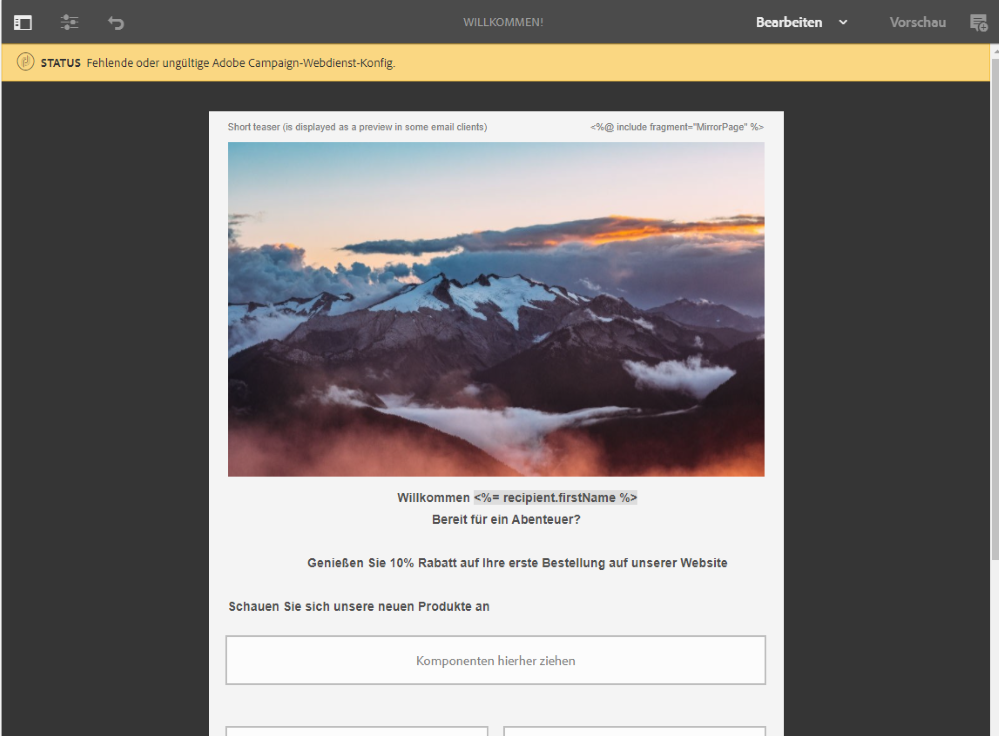 WILLKOMMEN!
Bearbeiten
Vorschau
STATUS Fehlende oder ungültige Adobe Campaign-Webdienst-Konfig.
Short teaser (is displayed as a preview in some email clients)
<%@ include fragment="MirrorPage" %>
Willkommen <%= recipient.firstName %>
Bereit für ein Abenteuer?
Genießen Sie 10% Rabatt auf Ihre erste Bestellung auf unserer Website
Schauen Sie sich unsere neuen Produkte an
Komponenten hierher ziehen